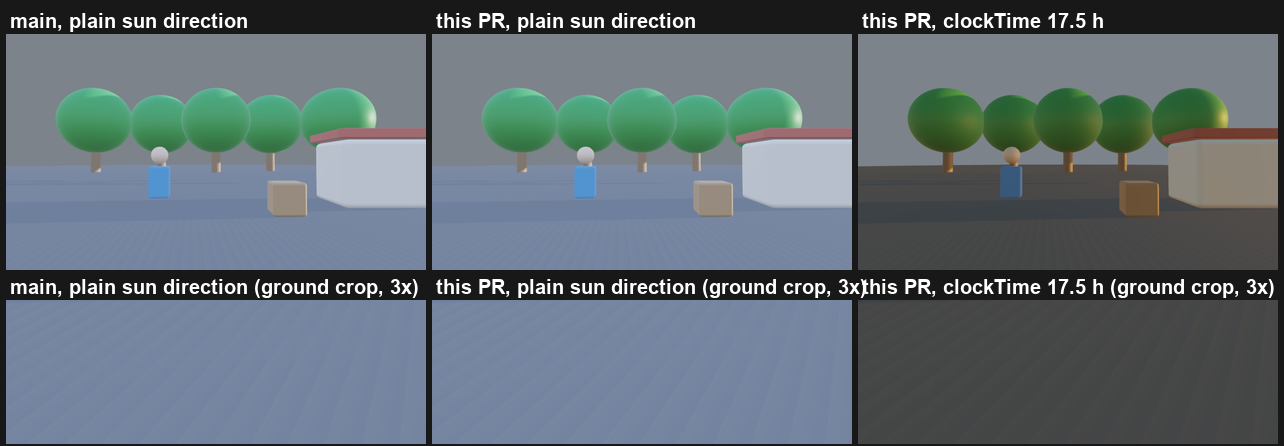 main, plain sun direction
this PR, plain sun direction
this PR, clockTime 17.5 h
main, plain sun direction (ground crop, 3x)
this PR, plain sun direction (ground crop, 3x)
this PR, clockTime 17.5 h (ground crop, 3x)